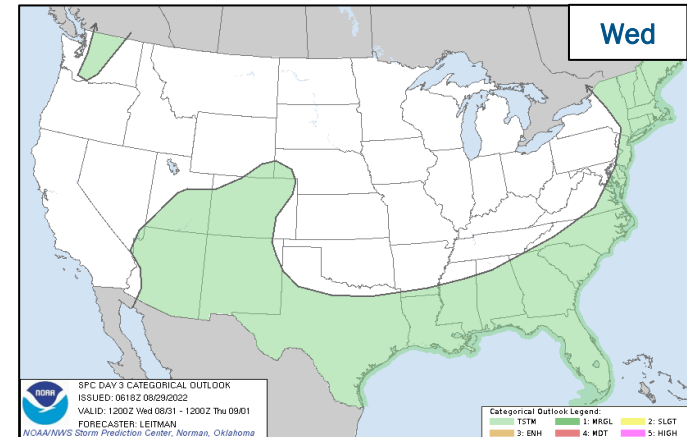 Wed
NOAA
SPC DAY 3 CATEGORICAL OUTLOOK
ISSUED: 0618Z 08/29/2022
VALID: 1200Z Wed 08/31 - 1200Z Thu 09/01
FORECASTER: LEITMAN
NOAA/NWS Storm Prediction Center, Norman, Oklahoma
Categorical Outlook Legend:
TSTM 1: MRGL 2: SLGT
3: ENH 4: MDT 5: HIGH